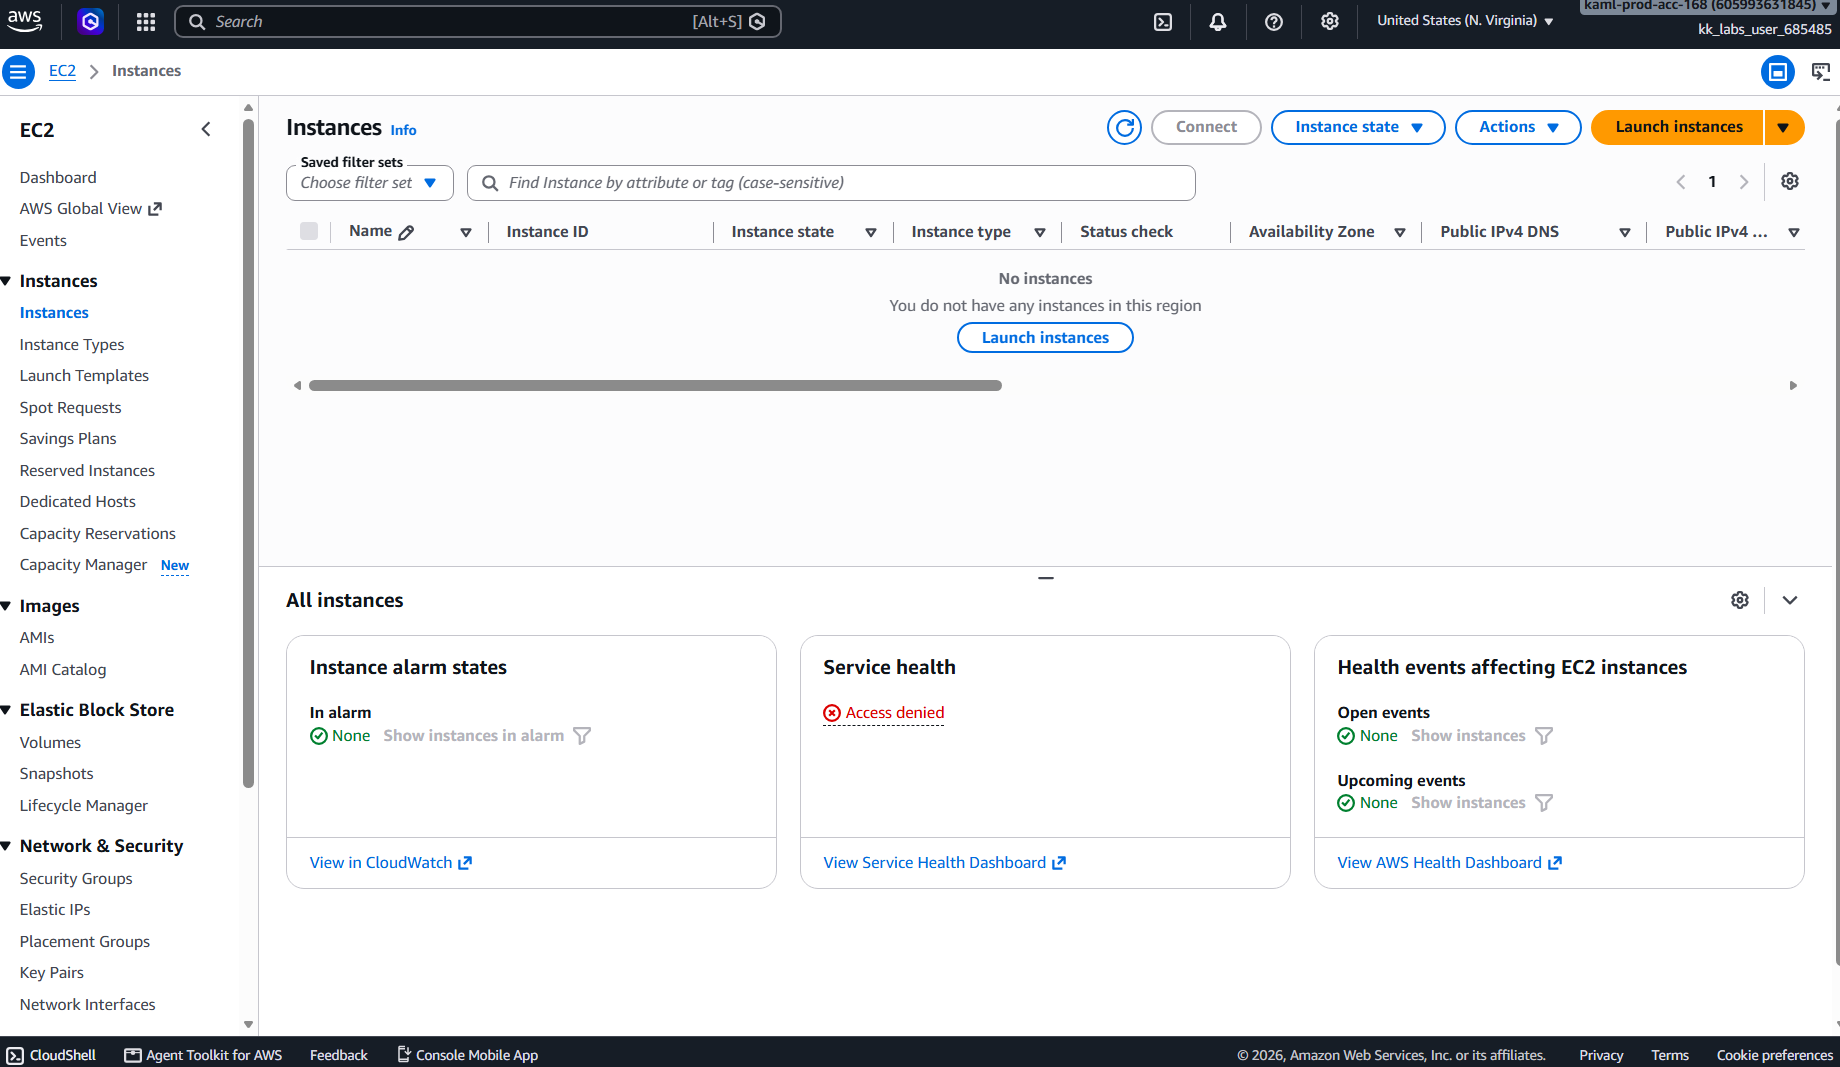 aws
Search [Alt+S]
United States (N. Virginia)
kaml-prod-acc-168 (605993631845)
kk_labs_user_685485
EC2 > Instances
EC2
Dashboard
AWS Global View
Events
Instances
Instances
Instance Types
Launch Templates
Spot Requests
Savings Plans
Reserved Instances
Dedicated Hosts
Capacity Reservations
Capacity Manager New
Images
AMIs
AMI Catalog
Elastic Block Store
Volumes
Snapshots
Lifecycle Manager
Network & Security
Security Groups
Elastic IPs
Placement Groups
Key Pairs
Network Interfaces
Instances Info
Connect
Instance state
Actions
Launch instances
Saved filter sets
Choose filter set
Find Instance by attribute or tag (case-sensitive)
1
Name Instance ID Instance state Instance type Status check Availability Zone Public IPv4 DNS Public IPv4 ...
No instances
You do not have any instances in this region
Launch instances
All instances
Instance alarm states
In alarm
None Show instances in alarm
View in CloudWatch
Service health
Access denied
View Service Health Dashboard
Health events affecting EC2 instances
Open events
None Show instances
Upcoming events
None Show instances
View AWS Health Dashboard
CloudShell Agent Toolkit for AWS Feedback Console Mobile App
© 2026, Amazon Web Services, Inc. or its affiliates. Privacy Terms Cookie preferences